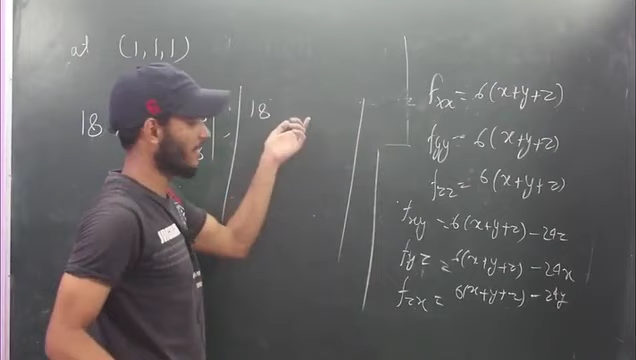 at (1,1,1)
18
18
fxx = 6(x+y+z)
fyy = 6(x+y+z)
fzz = 6(x+y+z)
fxy = 6(x+y+z) - 24z
fyz = 6(x+y+z) - 24x
fzx = 6(x+y+z) - 24y